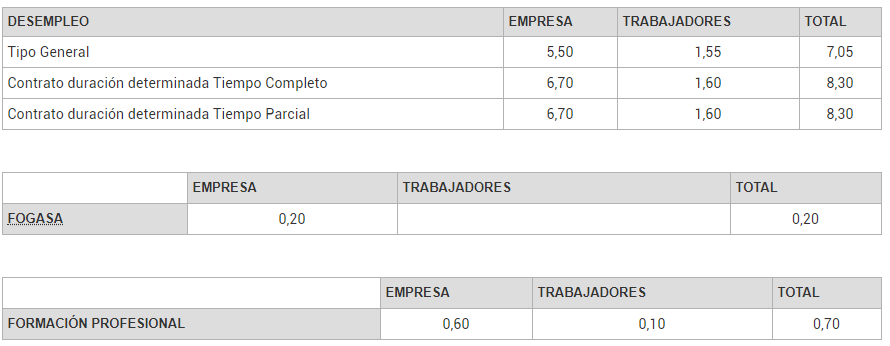 DESEMPLEO EMPRESA TRABAJADORES TOTAL
Tipo General 5,50 1,55 7,05
Contrato duración determinada Tiempo Completo 6,70 1,60 8,30
Contrato duración determinada Tiempo Parcial 6,70 1,60 8,30
EMPRESA TRABAJADORES TOTAL
FOGASA 0,20 0,20
EMPRESA TRABAJADORES TOTAL
FORMACIÓN PROFESIONAL 0,60 0,10 0,70